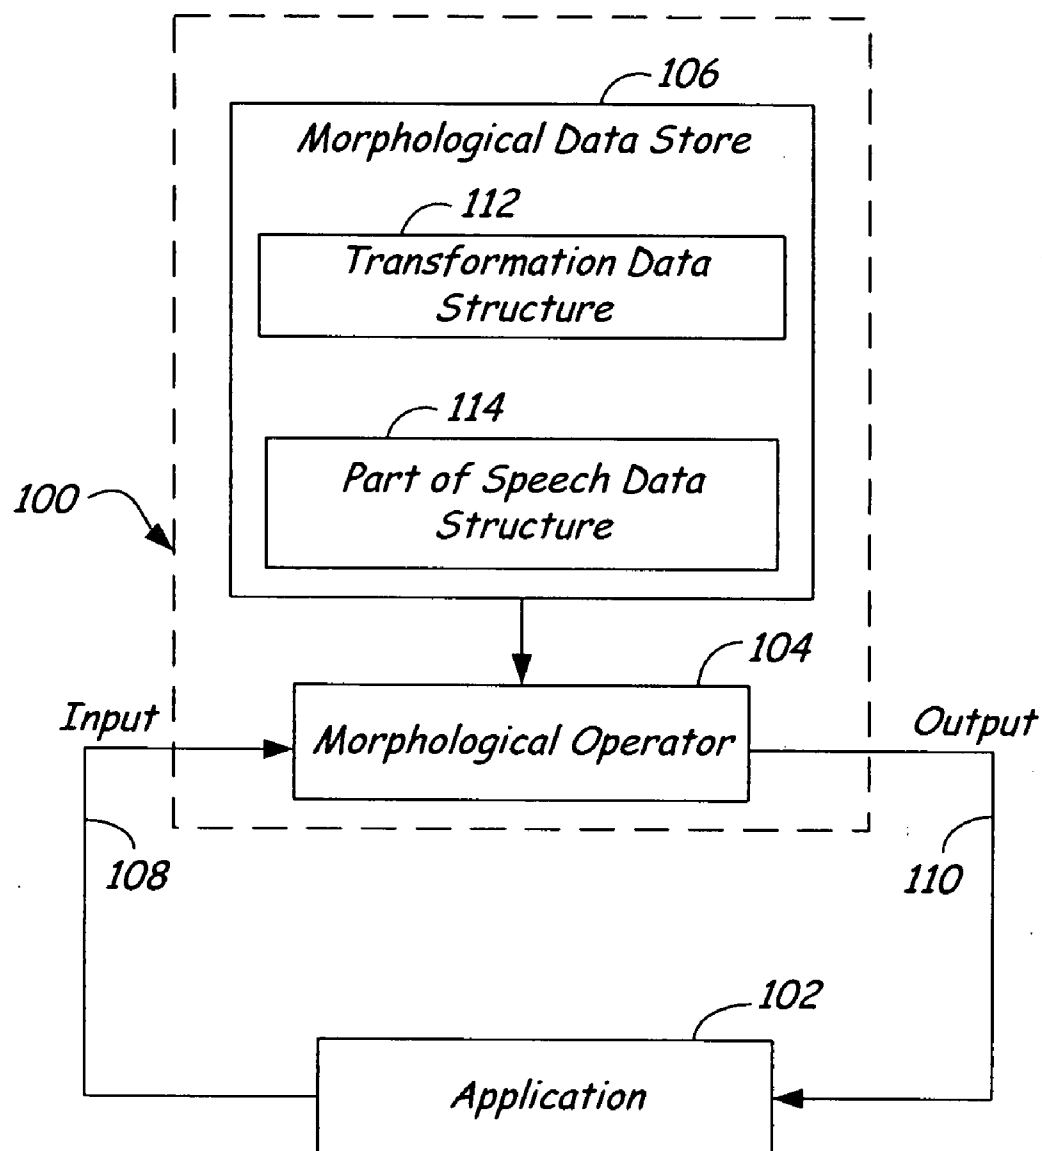 106
Morphological Data Store
112
Transformation Data
Structure
114
Part of Speech Data
Structure
100
104
Input
Morphological Operator
Output
108
110
102
Application